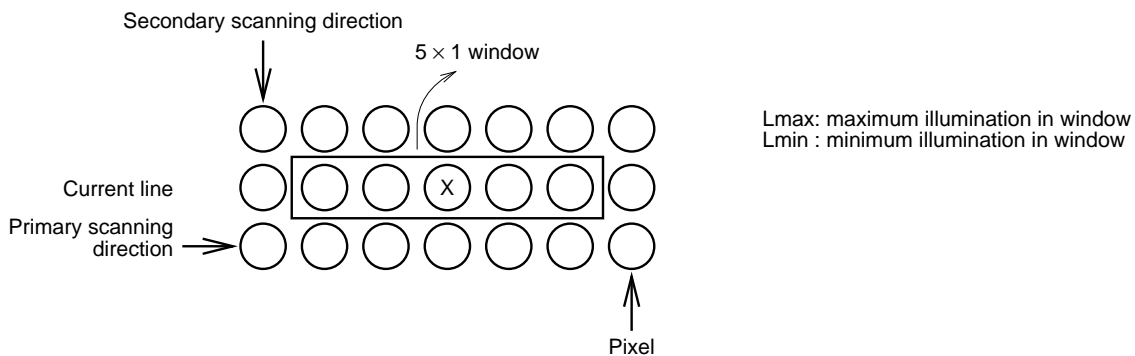 Secondary scanning direction
5 × 1 window
Lmax: maximum illumination in window
Lmin : minimum illumination in window
Current line
X
Primary scanning
direction
Pixel